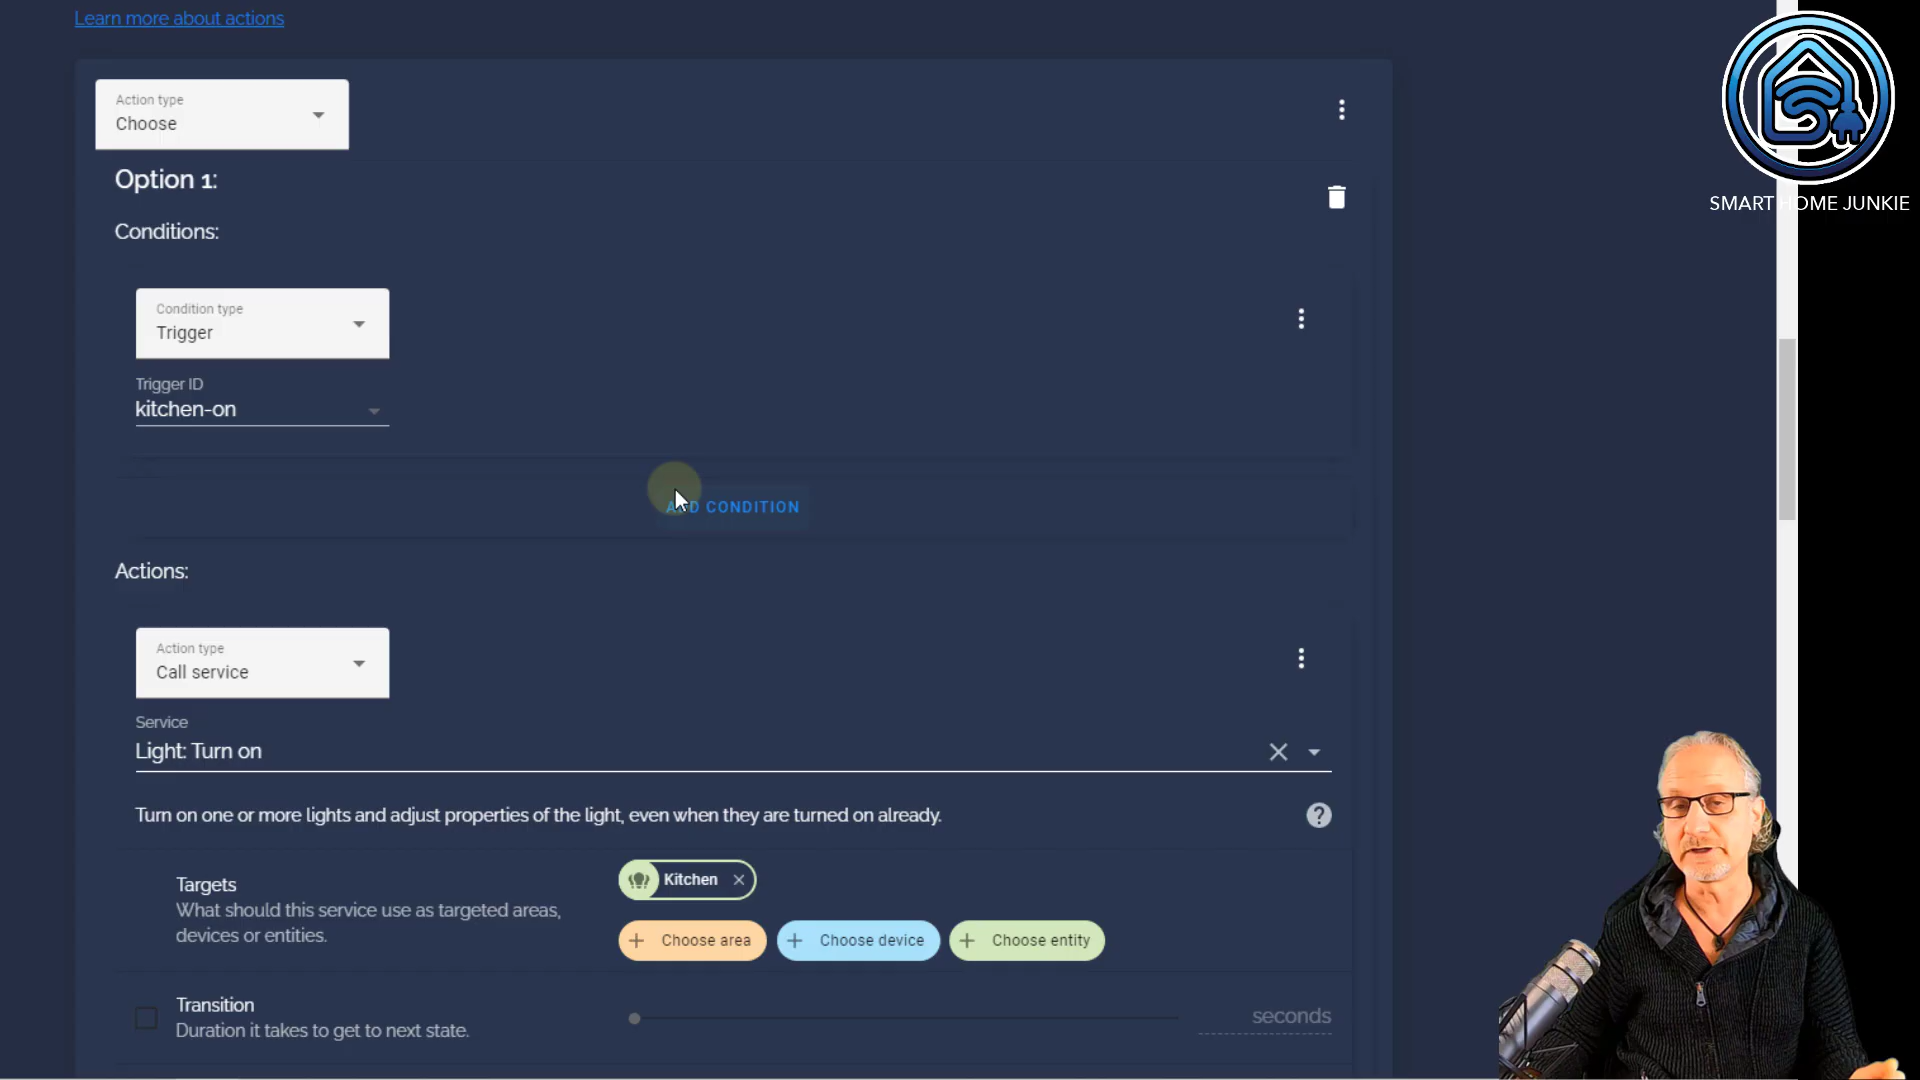 Learn more about actions
Action type
Choose
Option 1:
Conditions:
Condition type
Trigger
Trigger ID
kitchen-on
ADD CONDITION
Actions:
Action type
Call service
Service
Light: Turn on
Turn on one or more lights and adjust properties of the light, even when they are turned on already.
Targets
What should this service use as targeted areas,
devices or entities.
Kitchen
Choose area
Choose device
Choose entity
Transition
Duration it takes to get to next state.
seconds
SMART HOME JUNKIE